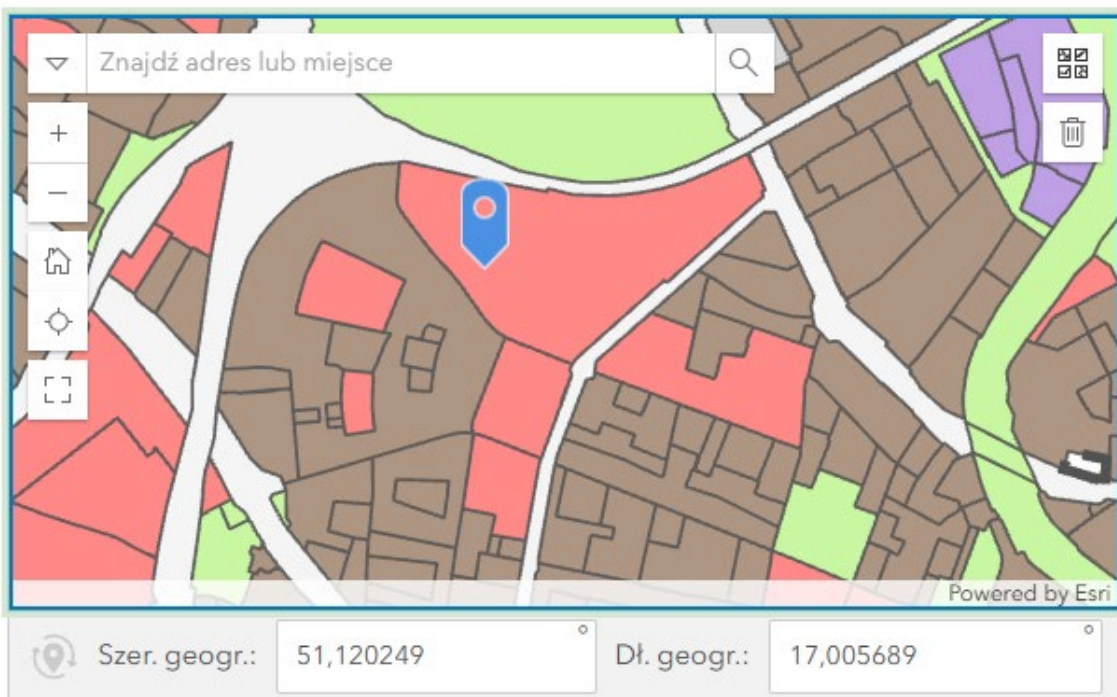 Znajdź adres lub miejsce
+
−
Powered by Esri
Szer. geogr.: 51,120249 ° Dł. geogr.: 17,005689 °